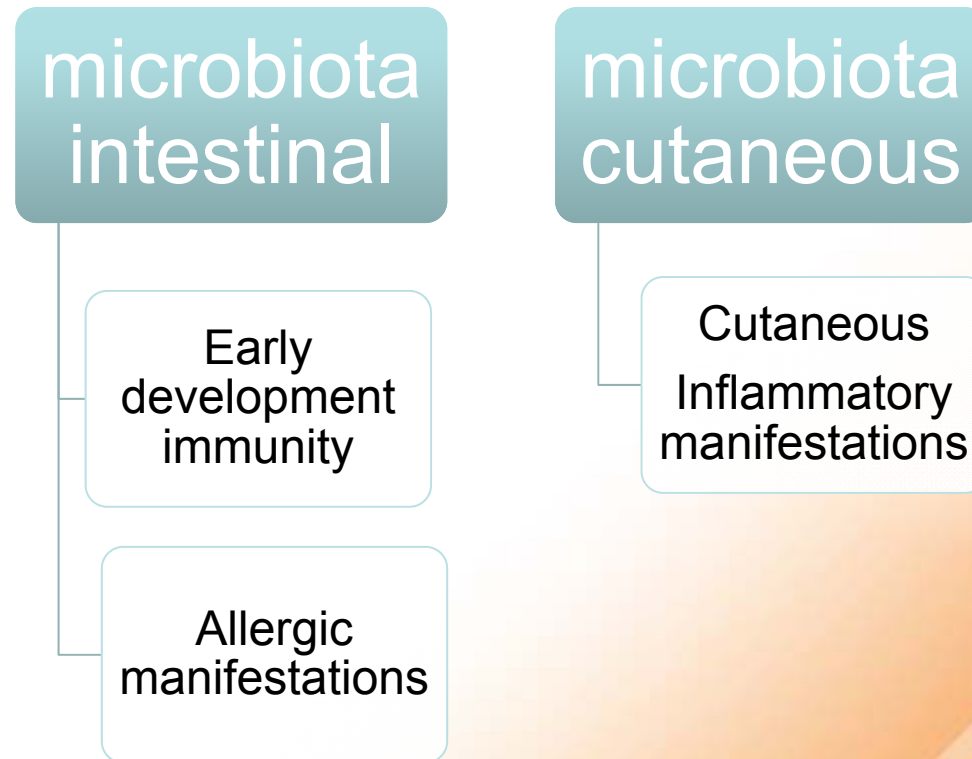 microbiota
intestinal
Early
development
immunity
Allergic
manifestations
microbiota
cutaneous
Cutaneous
Inflammatory
manifestations